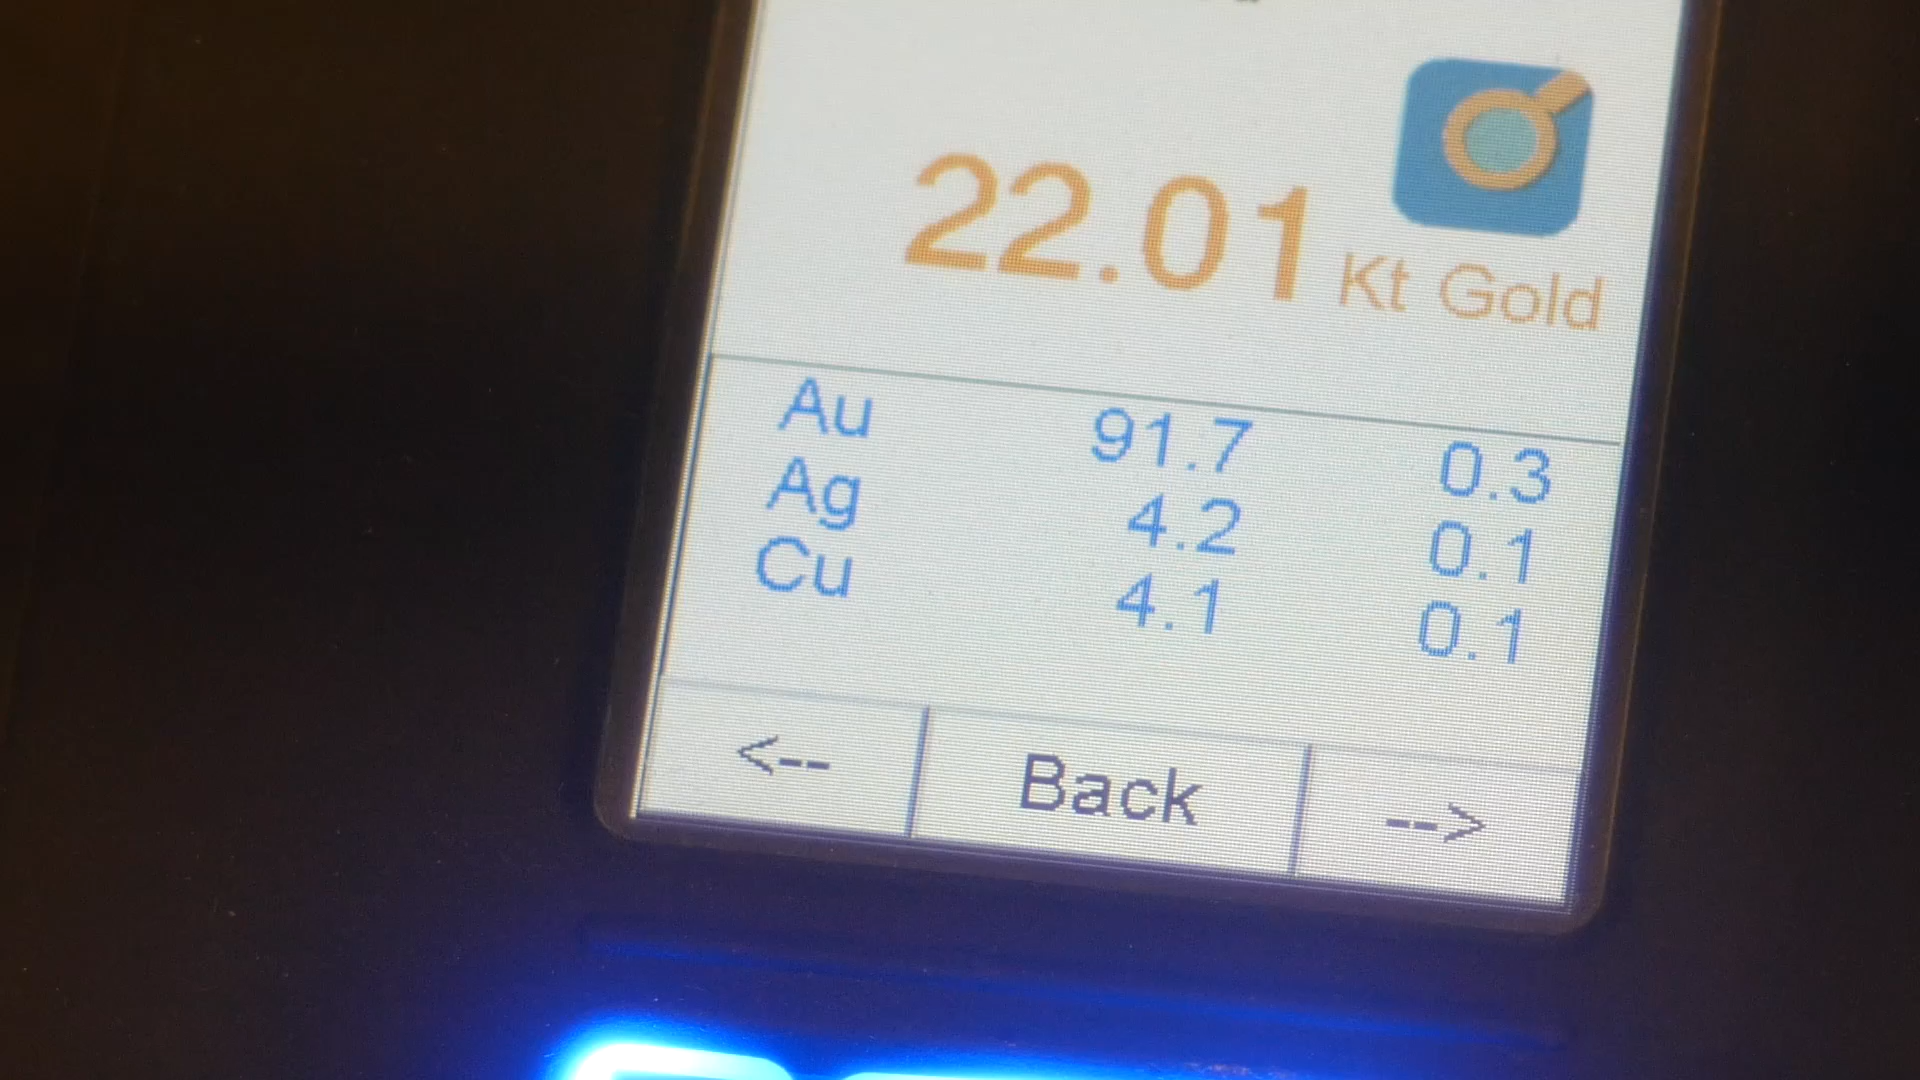 22.01 Kt Gold
Au 91.7 0.3
Ag 4.2 0.1
Cu 4.1 0.1
<-- Back -->